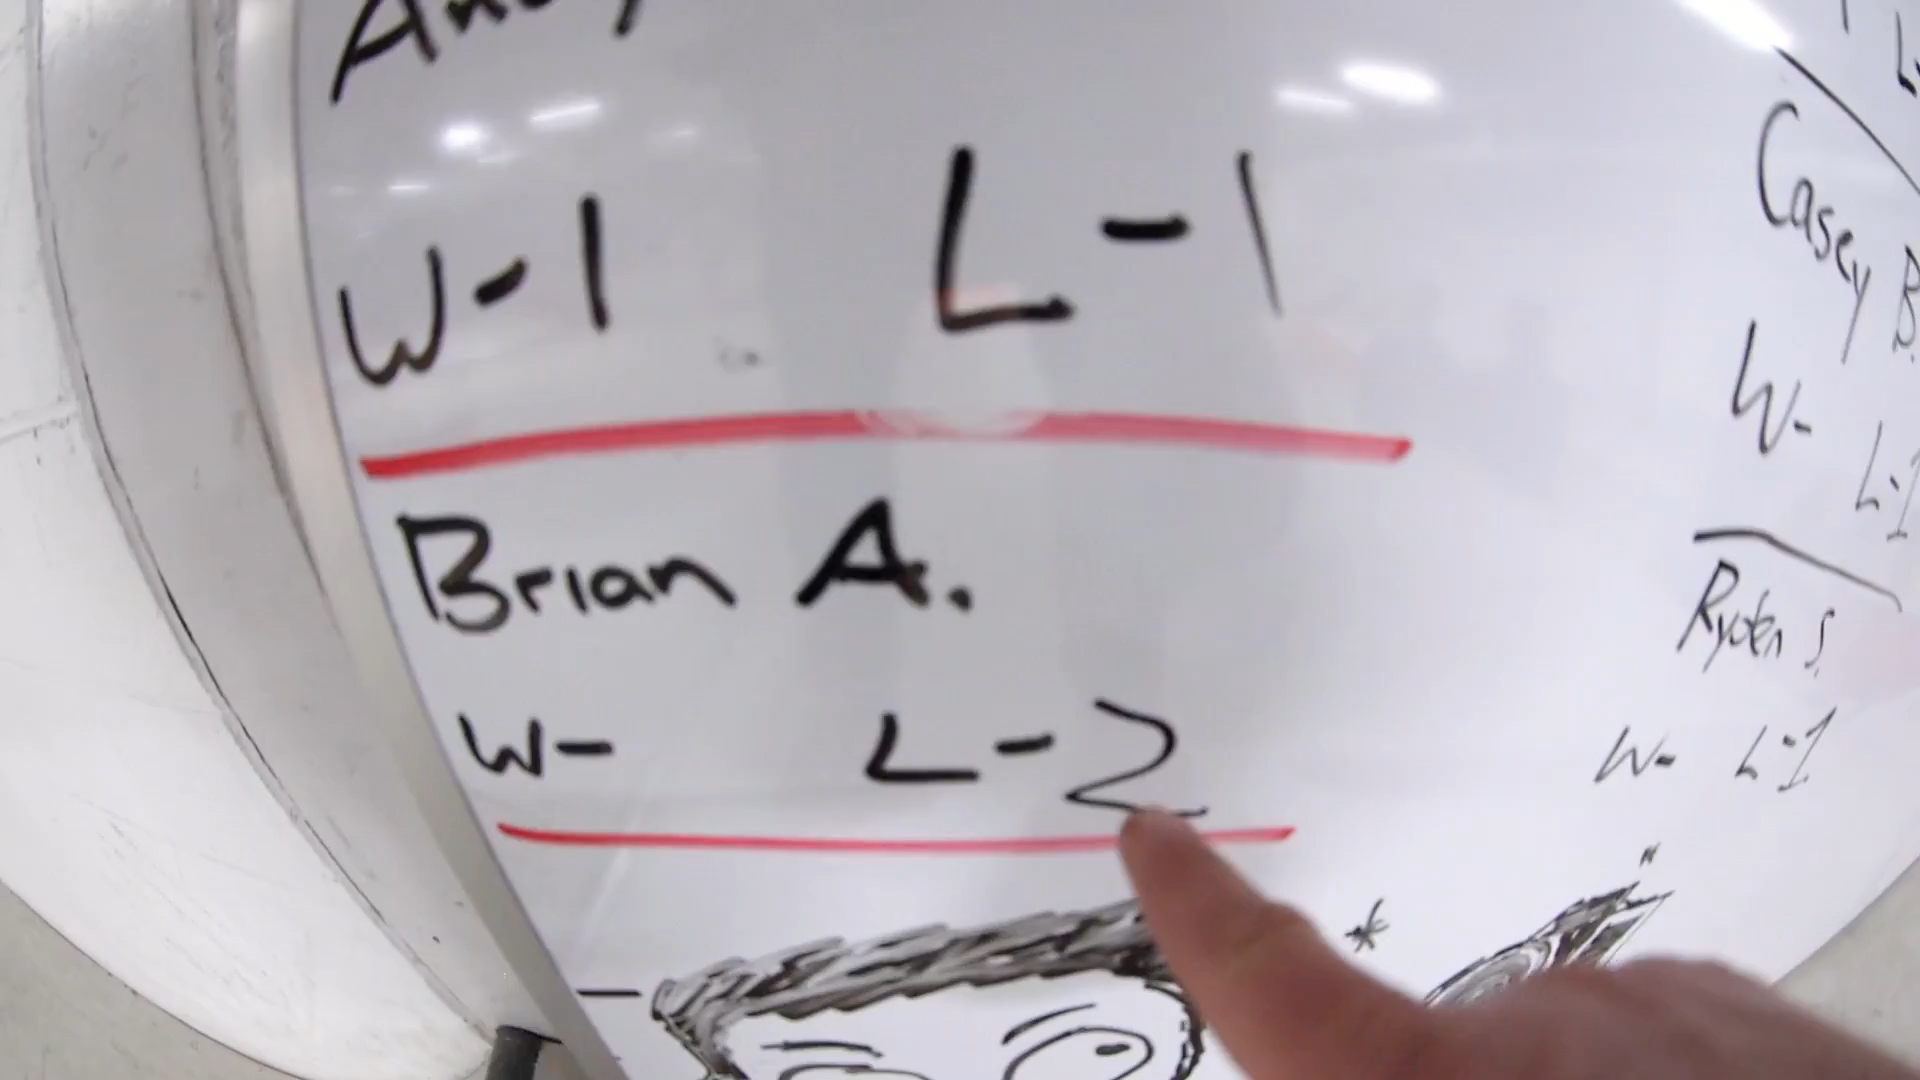 W-1 L-1
Brian A.
W- L-2
Casey B.
W- L-1
Ryden S.
W- L-1